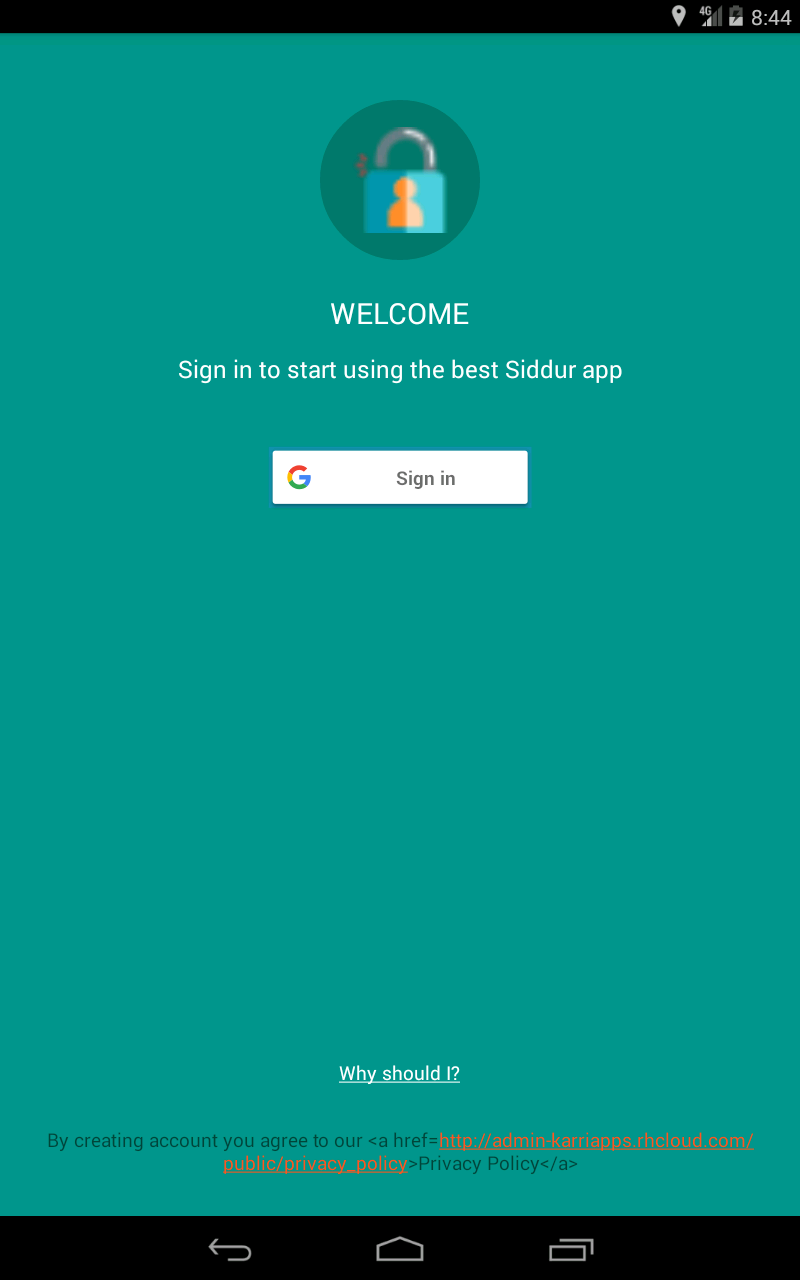 4G 8:44
WELCOME
Sign in to start using the best Siddur app
Sign in
Why should I?
By creating account you agree to our <a href=http://admin-karriapps.rhcloud.com/
public/privacy_policy>Privacy Policy</a>